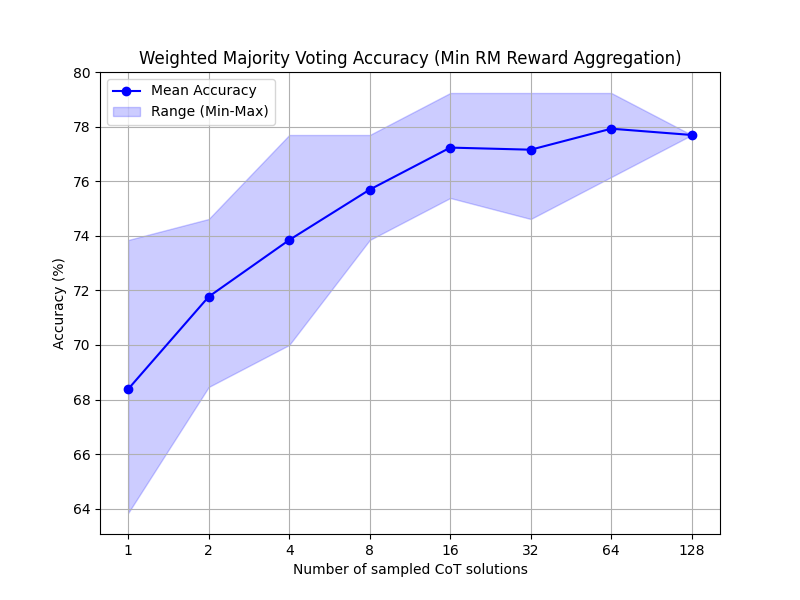 Weighted Majority Voting Accuracy (Min RM Reward Aggregation)
Mean Accuracy
Range (Min-Max)
80
78
76
74
72
70
68
66
64
Accuracy (%)
1 2 4 8 16 32 64 128
Number of sampled CoT solutions